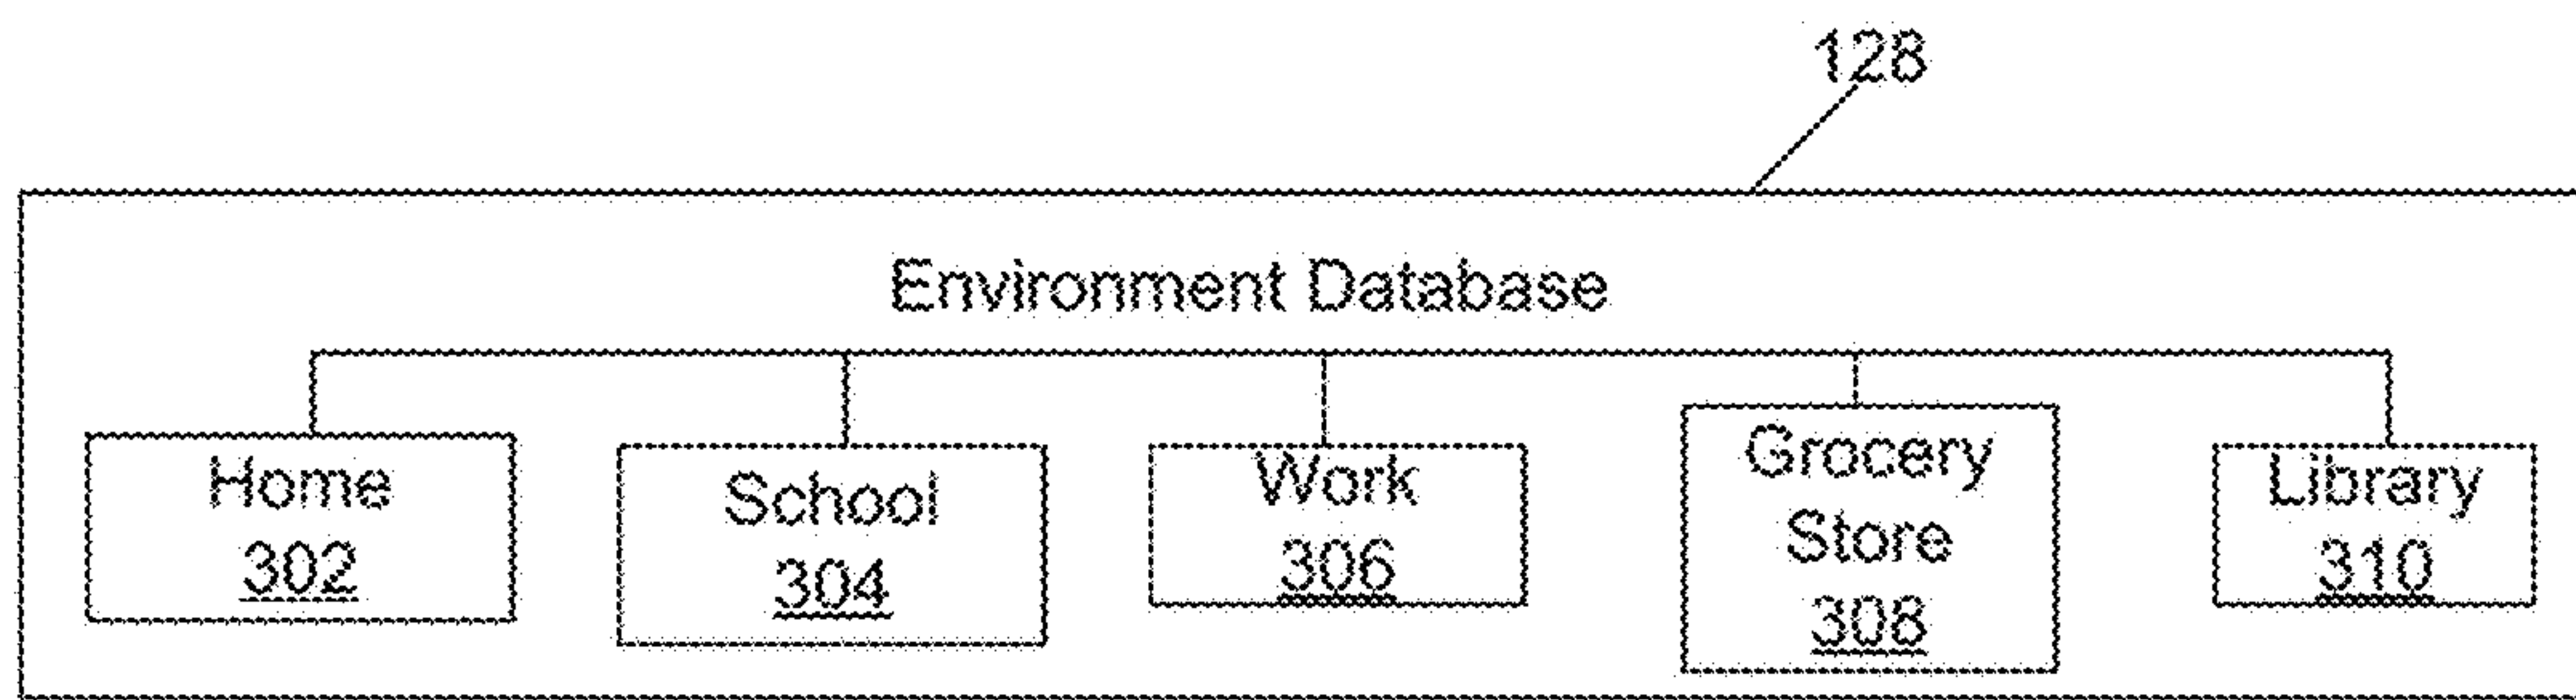 128
Environment Database
Home
302
School
304
Work
306
Grocery
Store
308
Library
310